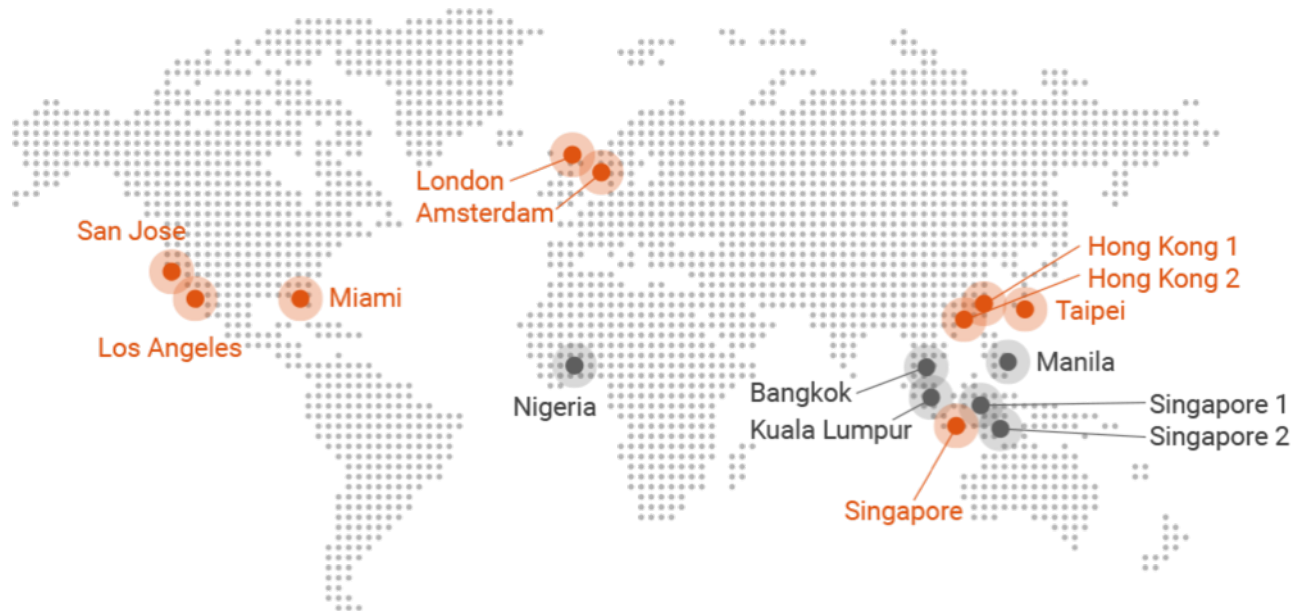 London
Amsterdam
San Jose
Hong Kong 1
Hong Kong 2
Miami
Taipei
Los Angeles
Manila
Bangkok
Nigeria
Singapore 1
Kuala Lumpur
Singapore 2
Singapore